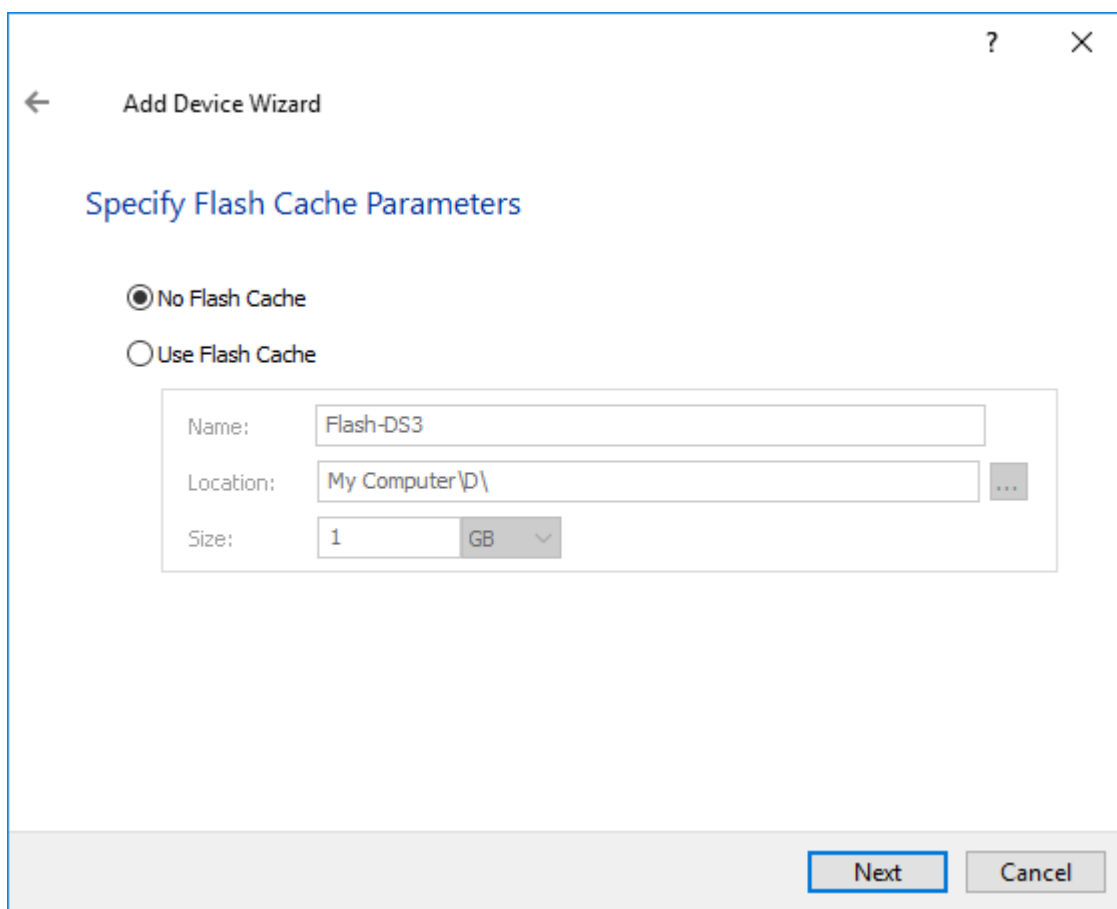 ?
Add Device Wizard
Specify Flash Cache Parameters
No Flash Cache
Use Flash Cache
Name: Flash-DS3
Location: My Computer\D\ ...
Size: 1 GB
Next Cancel